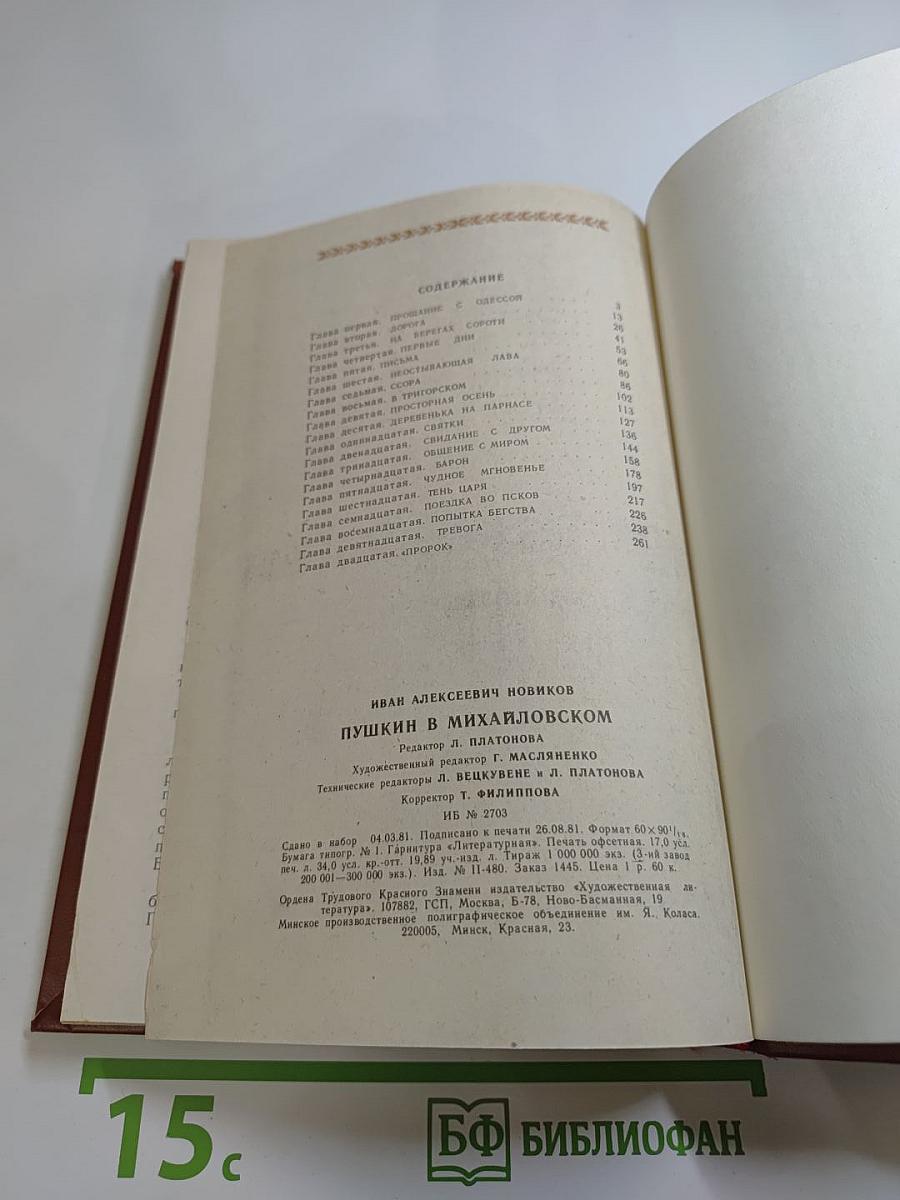 СОДЕРЖАНИЕ
Глава первая. ПРОЩАНИЕ С ОДЕССОЙ . . . . 3
Глава вторая. ДОРОГА . . . . 13
Глава третья. НА БЕРЕГАХ СОРОТИ . . . . 26
Глава четвертая. ПЕРВЫЕ ДНИ . . . . 41
Глава пятая. ПИСЬМА . . . . 53
Глава шестая. НЕОСТЫВАЮЩАЯ ЛАВА . . . . 66
Глава седьмая. ССОРА . . . . 80
Глава восьмая. В ТРИГОРСКОМ . . . . 86
Глава девятая. ПРОСТОРНАЯ ОСЕНЬ . . . . 102
Глава десятая. ДЕРЕВЕНЬКА НА ПАРНАСЕ . . . . 113
Глава одиннадцатая. СВЯТКИ . . . . 127
Глава двенадцатая. СВИДАНИЕ С ДРУГОМ . . . . 136
Глава тринадцатая. ОБЩЕНИЕ С МИРОМ . . . . 144
Глава четырнадцатая. БАРОН . . . . 158
Глава пятнадцатая. ЧУДНОЕ МГНОВЕНЬЕ . . . . 178
Глава шестнадцатая. ТЕНЬ ЦАРЯ . . . . 197
Глава семнадцатая. ПОЕЗДКА ВО ПСКОВ . . . . 217
Глава восемнадцатая. ПОПЫТКА БЕГСТВА . . . . 226
Глава девятнадцатая. ТРЕВОГА . . . . 238
Глава двадцатая. «ПРОРОК» . . . . 261
ИВАН АЛЕКСЕЕВИЧ НОВИКОВ
ПУШКИН В МИХАЙЛОВСКОМ
Редактор Л. ПЛАТОНОВА
Художественный редактор Г. МАСЛЯНЕНКО
Технические редакторы Л. ВЕЦКУВЕНЕ и Л. ПЛАТОНОВА
Корректор Т. ФИЛИППОВА
ИБ № 2703
Сдано в набор 04.03.81. Подписано к печати 26.08.81. Формат 60×90 1/16.
Бумага типогр. № 1. Гарнитура «Литературная». Печать офсетная. 17,0 усл.
печ. л. 34,0 усл. кр.-отт. 19,89 уч.-изд. л. Тираж 1 000 000 экз. (3-ий завод
200 001—300 000 экз.). Изд. № II-480. Заказ 1445. Цена 1 р. 60 к.
Ордена Трудового Красного Знамени издательство «Художественная ли-
тература». 107882, ГСП, Москва, Б-78, Ново-Басманная, 19
Минское производственное полиграфическое объединение им. Я. Коласа.
220005, Минск, Красная, 23.
15 с
БФ БИБЛИОФАН